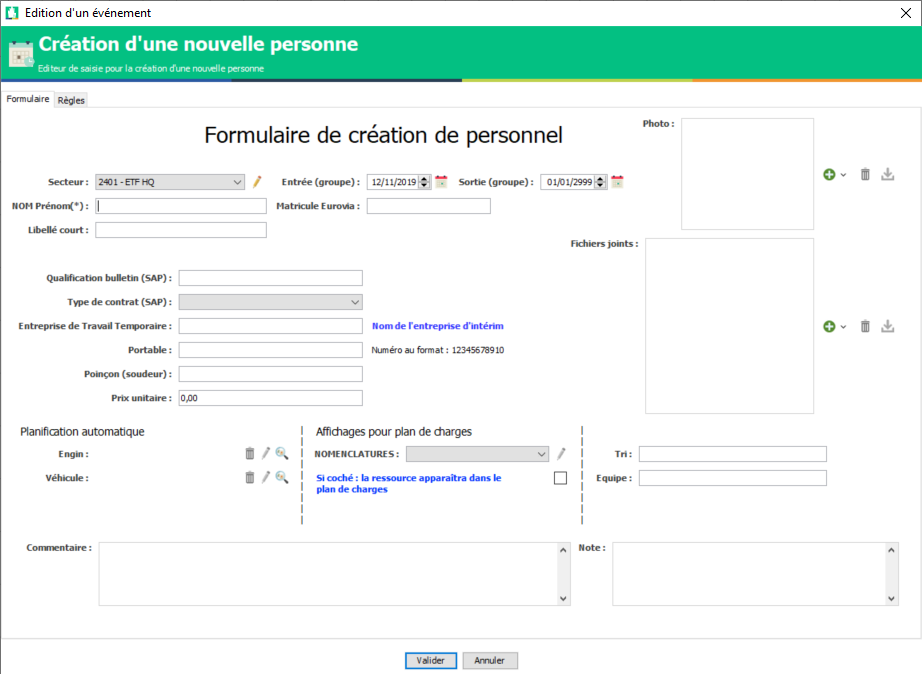 Edition d'un événement
Création d'une nouvelle personne
Editeur de saisie pour la création d'une nouvelle personne
Formulaire Règles
Formulaire de création de personnel
Photo :
Secteur : 2401 - ETF HQ Entrée (groupe) : 12/11/2019 Sortie (groupe) : 01/01/2999
NOM Prénom(*) : Matricule Eurovia :
Libellé court :
Fichiers joints :
Qualification bulletin (SAP) :
Type de contrat (SAP) :
Entreprise de Travail Temporaire : Nom de l'entreprise d'intérim
Portable : Numéro au format : 12345678910
Poinçon (soudeur) :
Prix unitaire : 0,00
Planification automatique Affichages pour plan de charges
Engin : NOMENCLATURES : Tri :
Véhicule : Si coché : la ressource apparaîtra dans le Equipe :
plan de charges
Commentaire : Note :
Valider Annuler